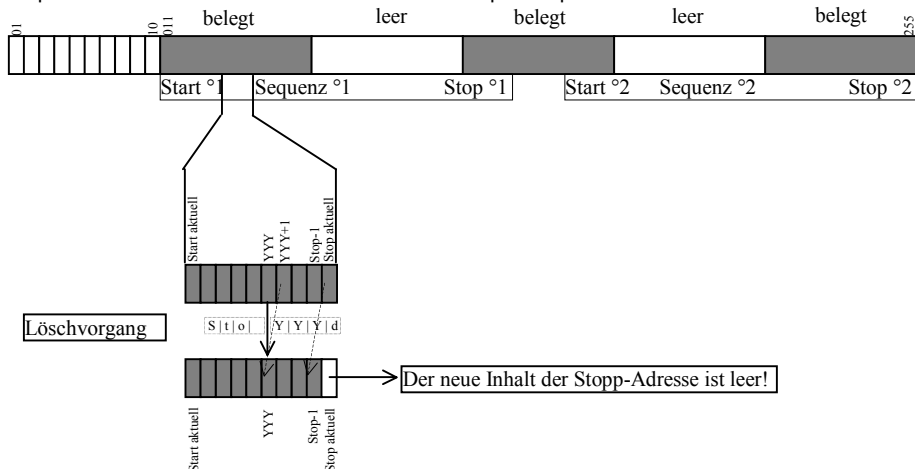 belegt leer belegt leer belegt
01 10 011 255
Start °1 Sequenz °1 Stop °1 Start °2 Sequenz °2 Stop °2
Start aktuell YYY YYY+1 Stop-1 Stop aktuell
Löschvorgang
S | t | o | Y | Y | Y | d
Der neue Inhalt der Stopp-Adresse ist leer!
Start aktuell YYY Stop-1 Stop aktuell